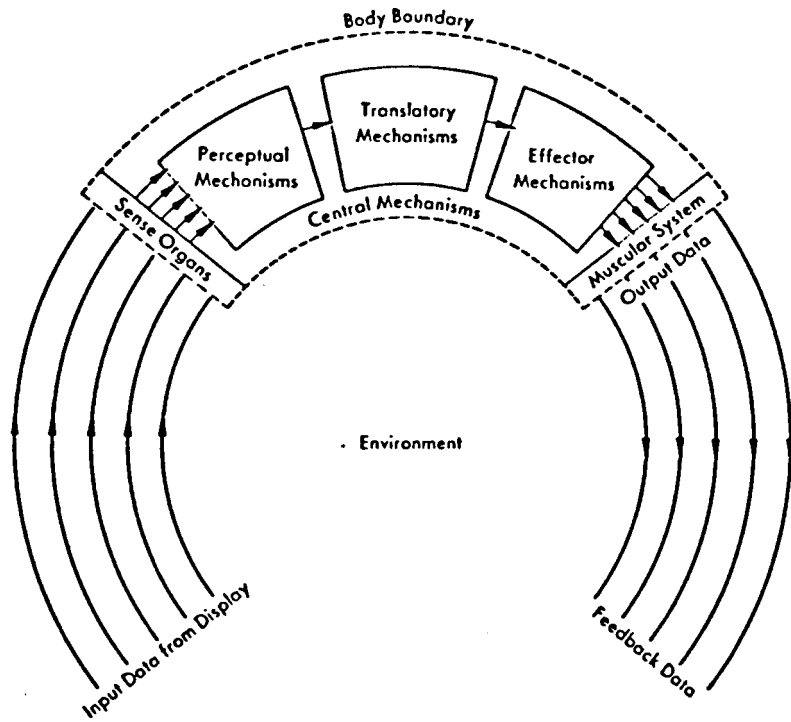 Body Boundary
Translatory
Mechanisms
Perceptual
Mechanisms
Effector
Mechanisms
Central Mechanisms
Sense Organs
Muscular System
Output Data
Environment
Input Data from Display
Feedback Data